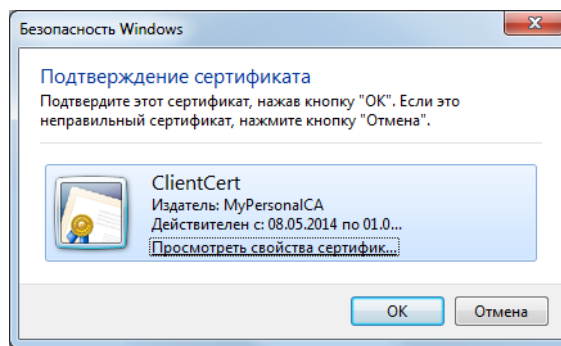 Безопасность Windows
Подтверждение сертификата
Подтвердите этот сертификат, нажав кнопку "ОК". Если это
неправильный сертификат, нажмите кнопку "Отмена".
ClientCert
Издатель: MyPersonalCA
Действителен с: 08.05.2014 по 01.0...
Просмотреть свойства сертифик...
ОК
Отмена